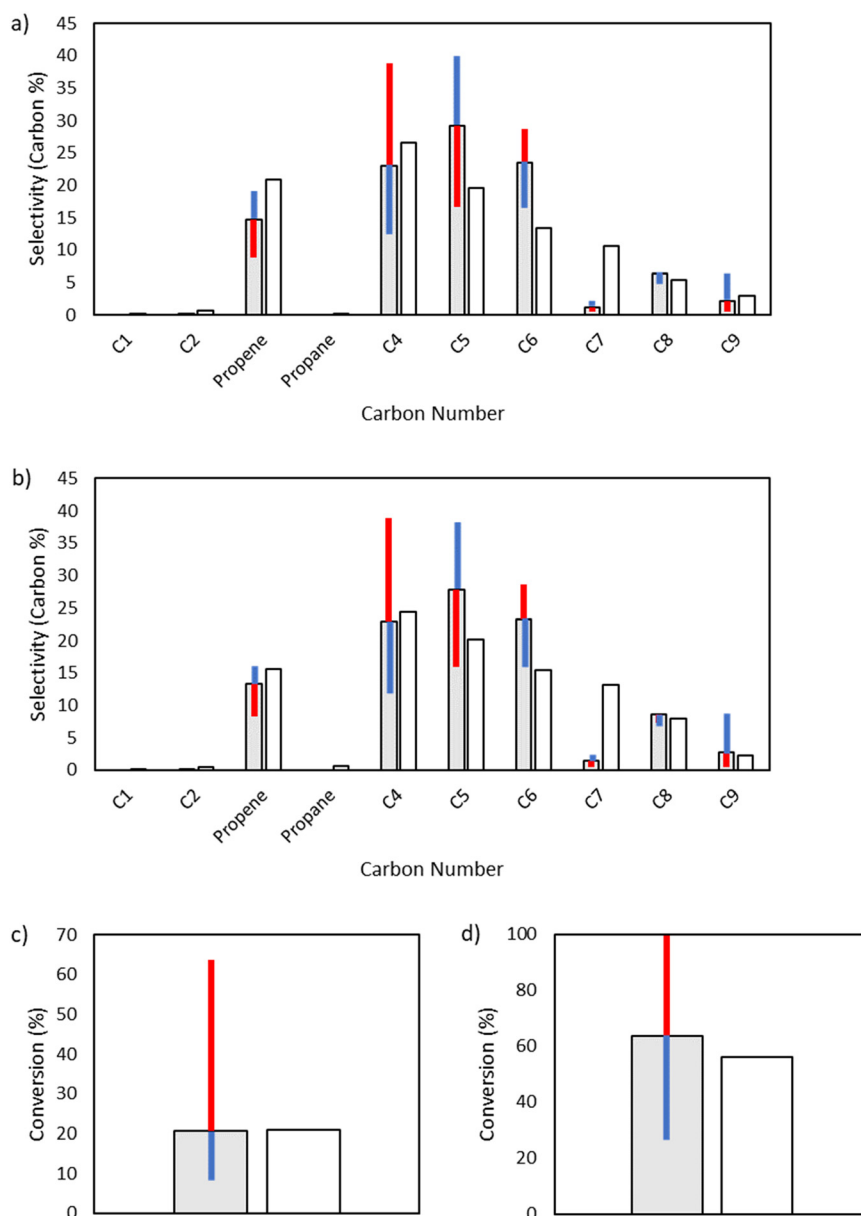 a)
Selectivity (Carbon %)
45
40
35
30
25
20
15
10
5
0
C1
C2
Propene
Propane
C4
C5
C6
C7
C8
C9
Carbon Number
b)
Selectivity (Carbon %)
45
40
35
30
25
20
15
10
5
0
C1
C2
Propene
Propane
C4
C5
C6
C7
C8
C9
Carbon Number
c)
Conversion (%)
70
60
50
40
30
20
10
0
d)
Conversion (%)
100
80
60
40
20
0